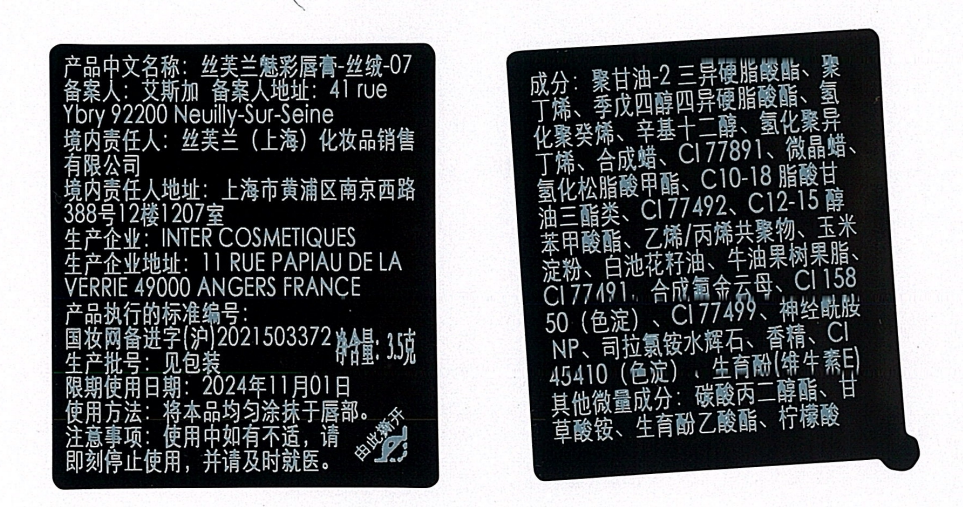 产品中文名称：丝芙兰魅彩唇膏-丝绒-07
备案人：艾斯加 备案人地址：41 rue
Ybry 92200 Neuilly-Sur-Seine
境内责任人：丝芙兰（上海）化妆品销售
有限公司
境内责任人地址：上海市黄浦区南京西路
388号12楼1207室
生产企业：INTER COSMETIQUES
生产企业地址：11 RUE PAPIAU DE LA
VERRIE 49000 ANGERS FRANCE
产品执行的标准编号：
国妆网备进字(沪)2021503372 净含量：3.5克
生产批号：见包装
限期使用日期：2024年11月01日
使用方法：将本品均匀涂抹于唇部。
注意事项：使用中如有不适，请
即刻停止使用，并请及时就医。
由此撕开
成分：聚甘油-2 三异硬脂酸酯、聚
丁烯、季戊四醇四异硬脂酸酯、氢
化聚癸烯、辛基十二醇、氢化聚异
丁烯、合成蜡、CI 77891、微晶蜡、
氢化松脂酸甲酯、C10-18 脂酸甘
油三酯类、CI 77492、C12-15 醇
苯甲酸酯、乙烯/丙烯共聚物、玉米
淀粉、白池花籽油、牛油果树果脂、
CI 77491、合成氟金云母、CI 158
50（色淀）、CI 77499、神经酰胺
NP、司拉氯铵水辉石、香精、CI
45410（色淀）、生育酚(维生素E)
其他微量成分：碳酸丙二醇酯、甘
草酸铵、生育酚乙酸酯、柠檬酸